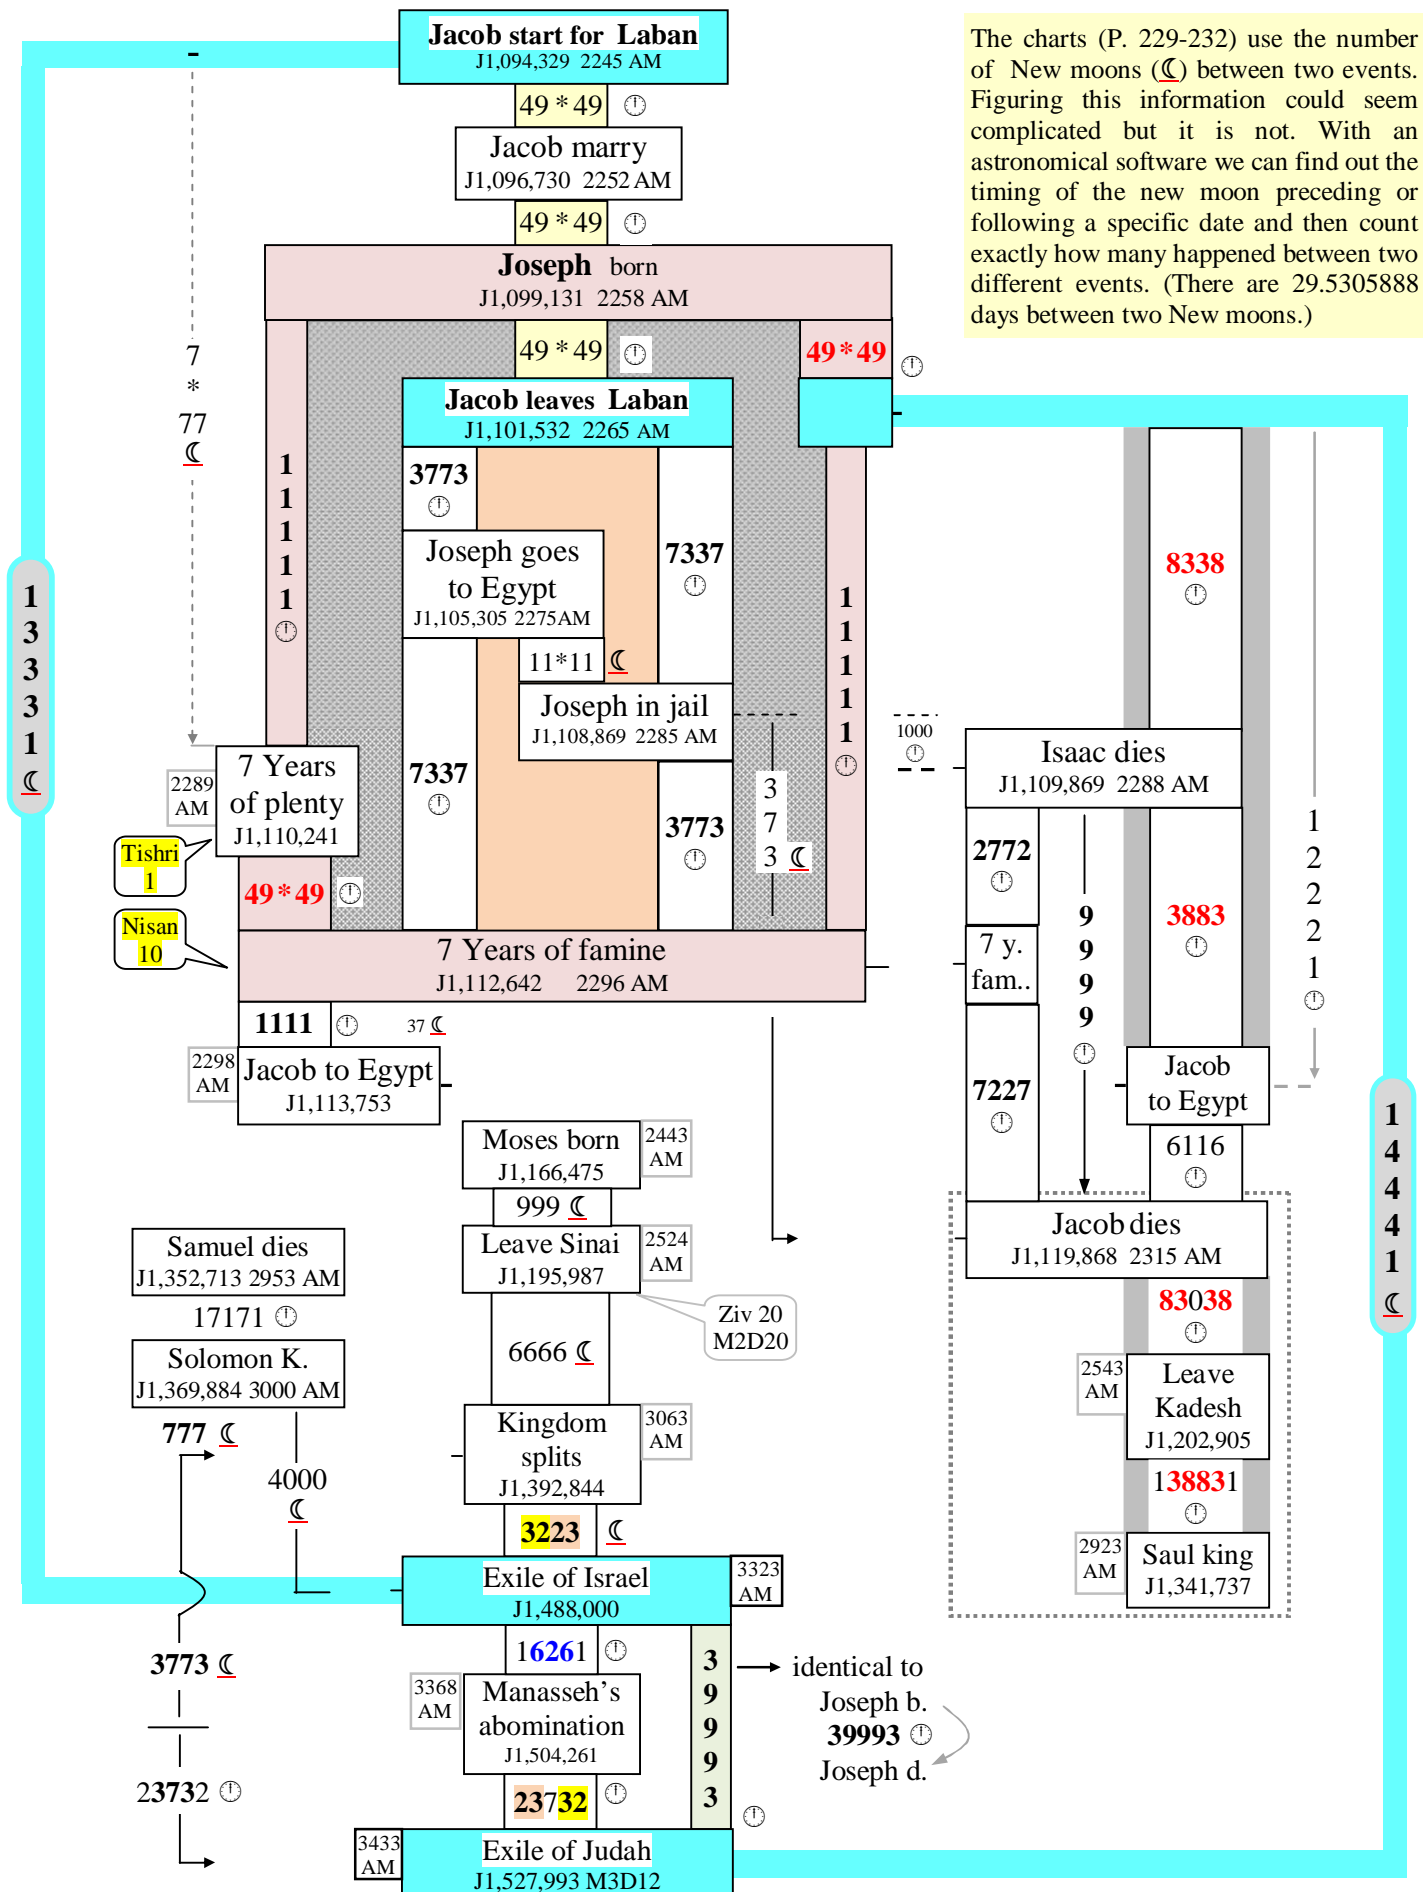 Jacob start for Laban
J1,094,329 2245 AM
The charts (P. 229-232) use the number
of New moons (☾) between two events.
Figuring this information could seem
complicated but it is not. With an
astronomical software we can find out the
timing of the new moon preceding or
following a specific date and then count
exactly how many happened between two
different events. (There are 29.5305888
days between two New moons.)
-
49 * 49
Jacob marry
J1,096,730 2252 AM
49 * 49
Joseph born
J1,099,131 2258 AM
7
*
77
☾
49 * 49
49 * 49
Jacob leaves Laban
J1,101,532 2265 AM
-
1
1
1
1
1
3773
7337
8338
Joseph goes
to Egypt
J1,105,305 2275AM
1
3
3
3
1
☾
1
1
1
1
1
11*11 ☾
Joseph in jail
J1,108,869 2285 AM
1000
Isaac dies
J1,109,869 2288 AM
2289
AM
7 Years
of plenty
J1,110,241
7337
3773
3
7
3 ☾
2772
3883
9
9
9
9
1
2
2
2
1
Tishri
1
49 * 49
Nisan
10
7 Years of famine
J1,112,642 2296 AM
7 y.
fam..
1111
37 ☾
2298
AM
Jacob to Egypt
J1,113,753
7227
Jacob
to Egypt
6116
1
4
4
4
1
☾
Moses born
J1,166,475
2443
AM
999 ☾
Leave Sinai
J1,195,987
2524
AM
Ziv 20
M2D20
Jacob dies
J1,119,868 2315 AM
83038
Samuel dies
J1,352,713 2953 AM
17171
Solomon K.
J1,369,884 3000 AM
6666 ☾
2543
AM
Leave
Kadesh
J1,202,905
777 ☾
4000
☾
Kingdom
splits
J1,392,844
3063
AM
138831
3223 ☾
2923
AM
Saul king
J1,341,737
Exile of Israel
J1,488,000
3323
AM
16261
3773 ☾
3368
AM
Manasseh's
abomination
J1,504,261
3
9
9
9
3
identical to
Joseph b.
39993
Joseph d.
23732
23732
3433
AM
Exile of Judah
J1,527,993 M3D12